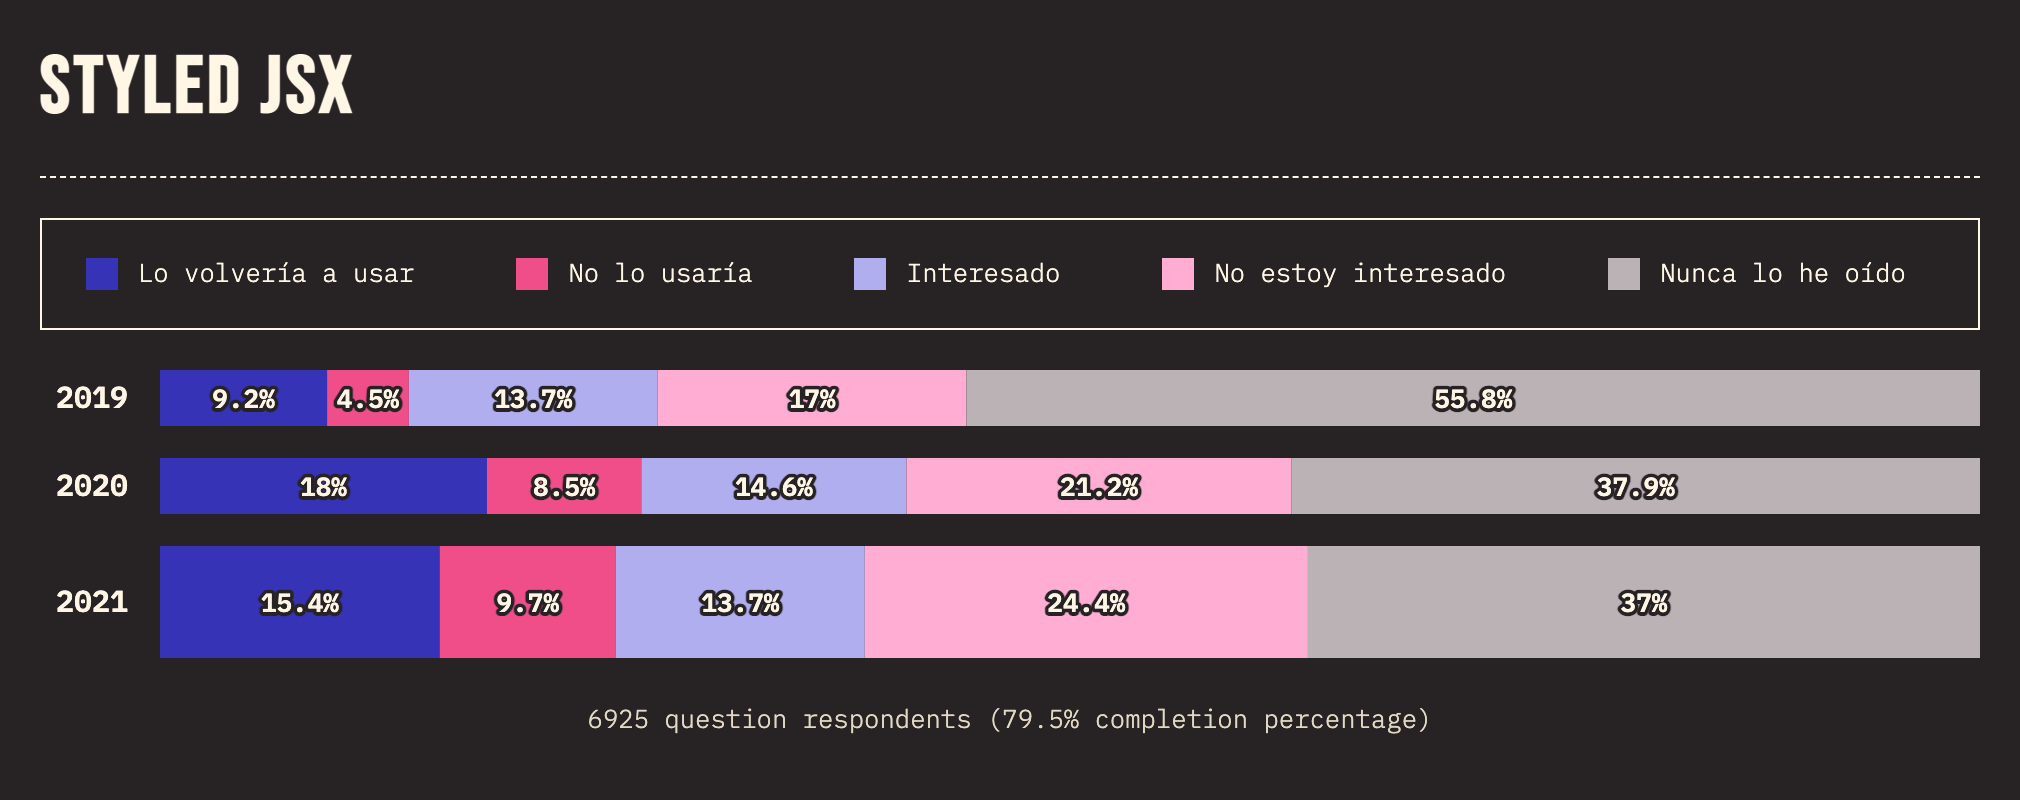 STYLED JSX
Lo volvería a usar No lo usaría Interesado No estoy interesado Nunca lo he oído
2019 9.2% 4.5% 13.7% 17% 55.8%
2020 18% 8.5% 14.6% 21.2% 37.9%
2021 15.4% 9.7% 13.7% 24.4% 37%
6925 question respondents (79.5% completion percentage)